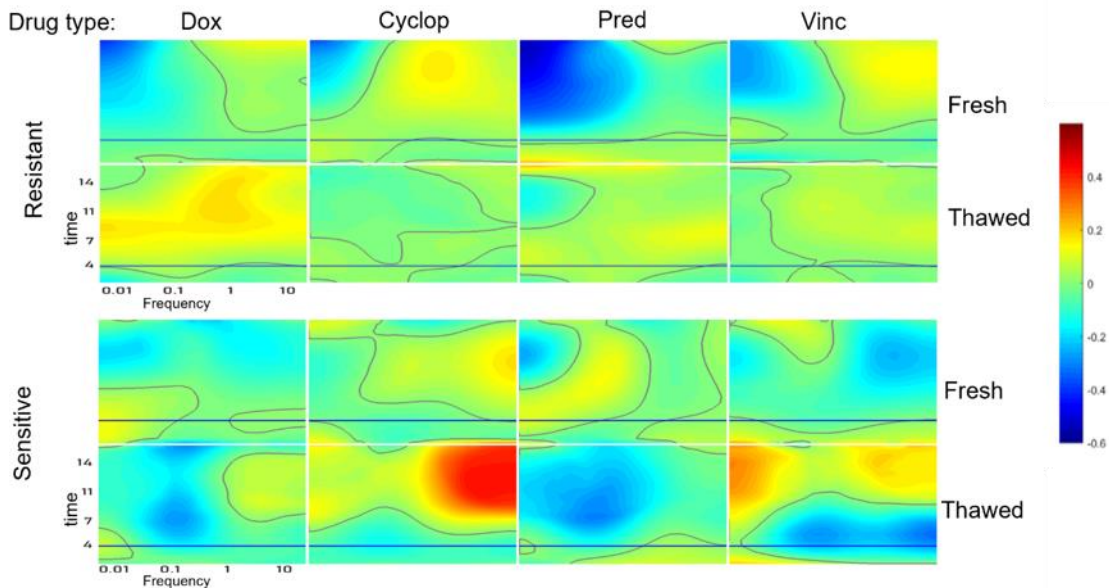 Drug type: Dox Cyclop Pred Vinc
Resistant
Fresh
Thawed
time
14
11
7
4
0.01 0.1 1 10
Frequency
0.4
0.2
0
-0.2
-0.4
-0.6
Sensitive
Fresh
Thawed
time
14
11
7
4
0.01 0.1 1 10
Frequency